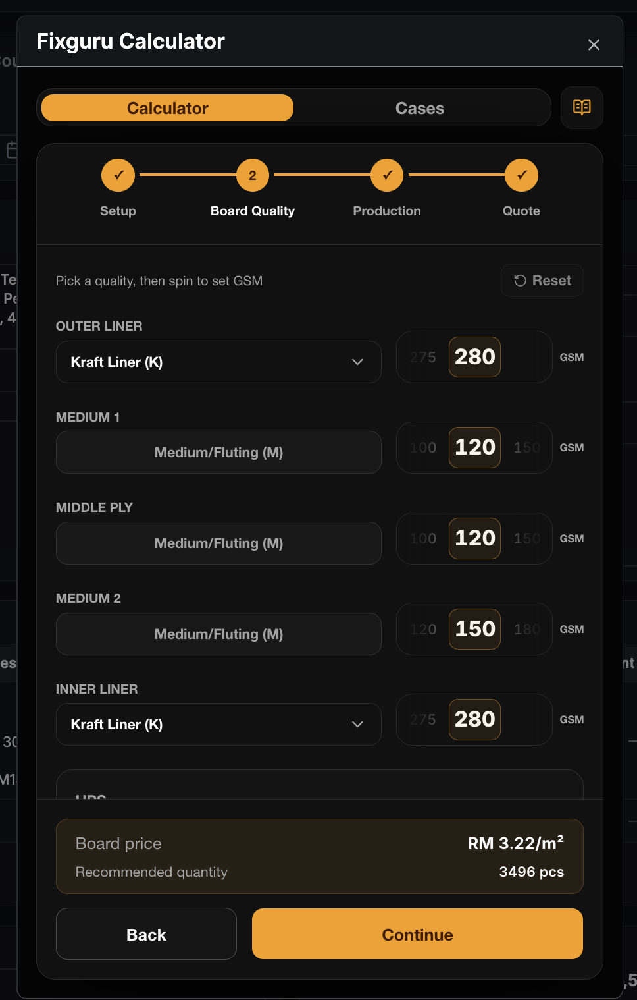 Fixguru Calculator
Calculator
Cases
✓
2
✓
✓
Setup
Board Quality
Production
Quote
Pick a quality, then spin to set GSM
Reset
OUTER LINER
Kraft Liner (K)
275
280
GSM
MEDIUM 1
Medium/Fluting (M)
100
120
150
GSM
MIDDLE PLY
Medium/Fluting (M)
100
120
150
GSM
MEDIUM 2
Medium/Fluting (M)
120
150
180
GSM
INNER LINER
Kraft Liner (K)
275
280
GSM
Board price
RM 3.22/m²
Recommended quantity
3496 pcs
Back
Continue